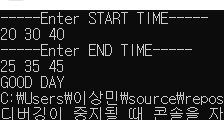 -----Enter START TIME-----
20 30 40
-----Enter END TIME-----
25 35 45
GOOD DAY
C:\Users\이상민\source\repos
디버깅이 중지될 때 콘솔을 자